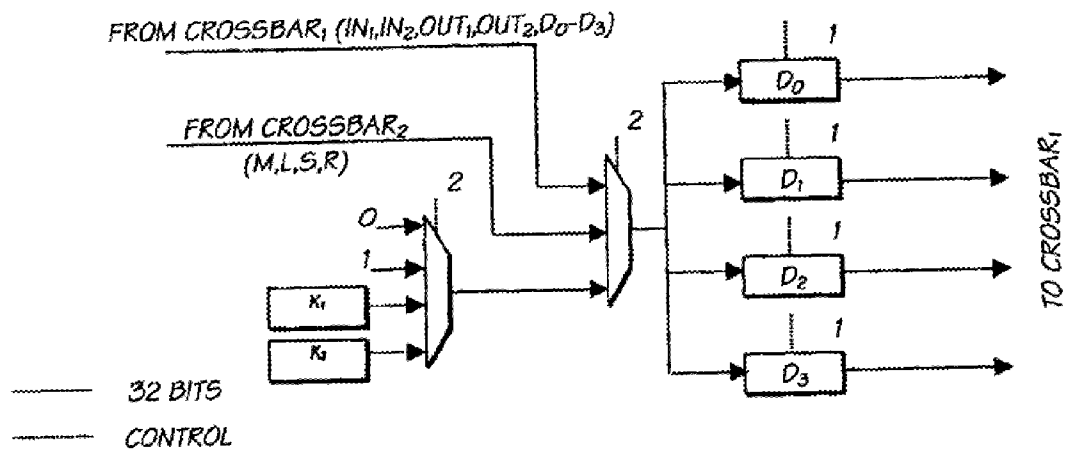 FROM CROSSBAR₁ (IN₁,IN₂,OUT₁,OUT₂,D₀-D₃)
FROM CROSSBAR₂
(M,L,S,R)
2
0
1
K₁
K₂
2
1
D₀
1
D₁
1
D₂
1
D₃
TO CROSSBAR₁
32 BITS
CONTROL